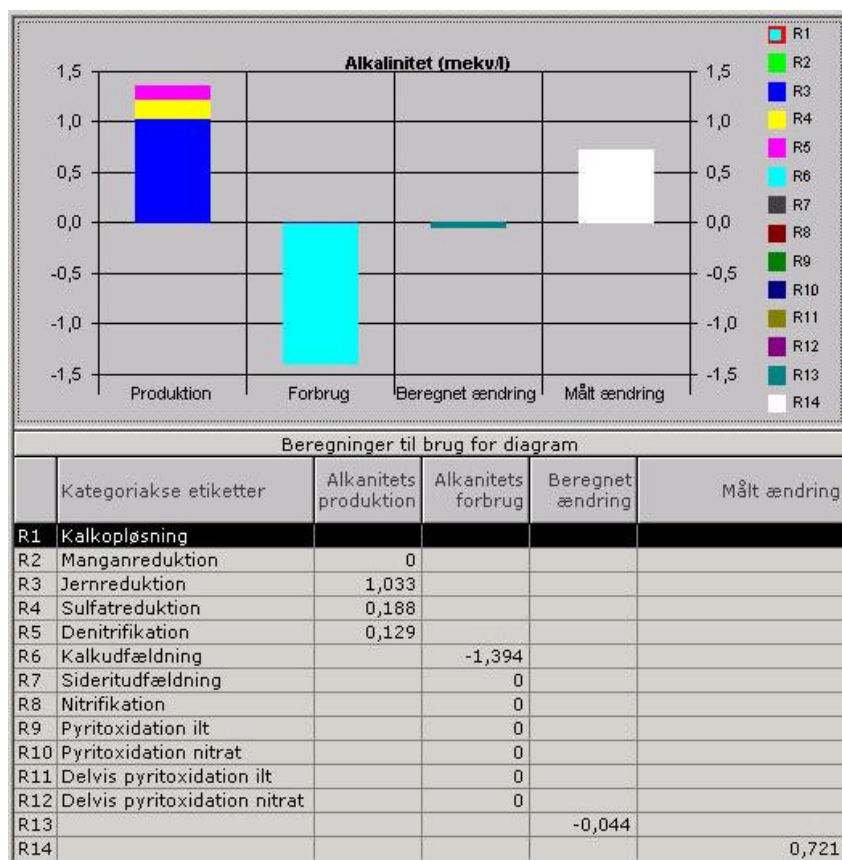 Alkalinitet (mekv/l)
1,5
1,0
0,5
0,0
-0,5
-1,0
-1,5
1,5
1,0
0,5
0,0
-0,5
-1,0
-1,5
Produktion Forbrug Beregnet ændring Målt ændring
R1
R2
R3
R4
R5
R6
R7
R8
R9
R10
R11
R12
R13
R14
Beregninger til brug for diagram
Kategoriakse etiketter Alkanitets produktion Alkanitets forbrug Beregnet ændring Målt ændring
R1 Kalkopløsning
R2 Manganreduktion 0
R3 Jernreduktion 1,033
R4 Sulfatreduktion 0,188
R5 Denitrifikation 0,129
R6 Kalkudfældning -1,394
R7 Sideritudfældning 0
R8 Nitrifikation 0
R9 Pyritoxidation ilt 0
R10 Pyritoxidation nitrat 0
R11 Delvis pyritoxidation ilt 0
R12 Delvis pyritoxidation nitrat 0
R13 -0,044
R14 0,721